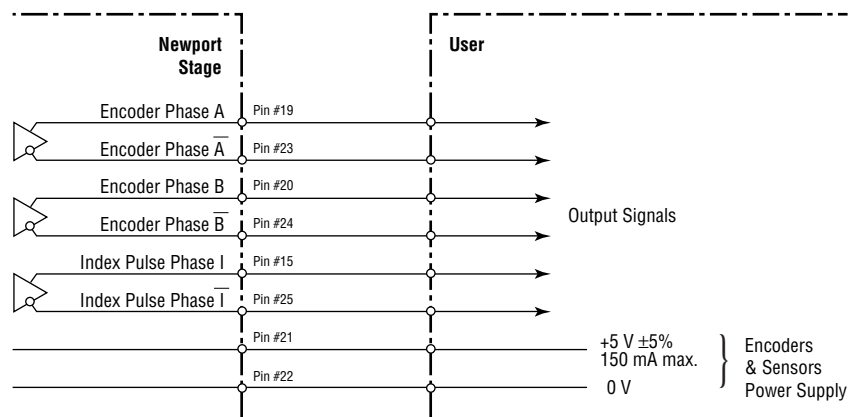 Newport
Stage
User
Encoder Phase A Pin #19
Encoder Phase A̅ Pin #23
Encoder Phase B Pin #20
Encoder Phase B̅ Pin #24
Output Signals
Index Pulse Phase I Pin #15
Index Pulse Phase I̅ Pin #25
Pin #21 +5 V ±5%
150 mA max.
Pin #22 0 V
Encoders
& Sensors
Power Supply